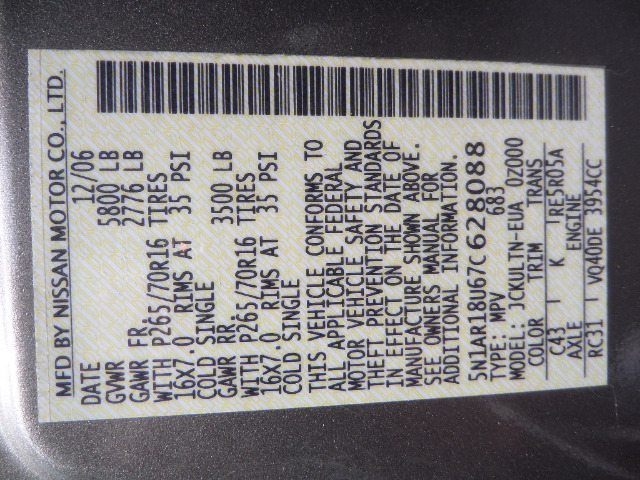 MFD BY NISSAN MOTOR CO., LTD.
DATE 12/06
GVWR 5800 LB
GAWR FR. 2776 LB
WITH P265/70R16 TIRES
16X7.0 RIMS AT 35 PSI
COLD SINGLE
GAWR RR. 3500 LB
WITH P265/70R16 TIRES
16X7.0 RIMS AT 35 PSI
COLD SINGLE
THIS VEHICLE CONFORMS TO
ALL APPLICABLE FEDERAL
MOTOR VEHICLE SAFETY AND
THEFT PREVENTION STANDARDS
IN EFFECT ON THE DATE OF
MANUFACTURE SHOWN ABOVE.
SEE OWNERS MANUAL FOR
ADDITIONAL INFORMATION.
5N1AR18U67C628088
TYPE: MPV 683
MODEL: JCKULTN-EUA 0Z000
COLOR TRIM TRANS
C43 K RE5R05A
AXLE ENGINE
RC31 VQ40DE 3954CC